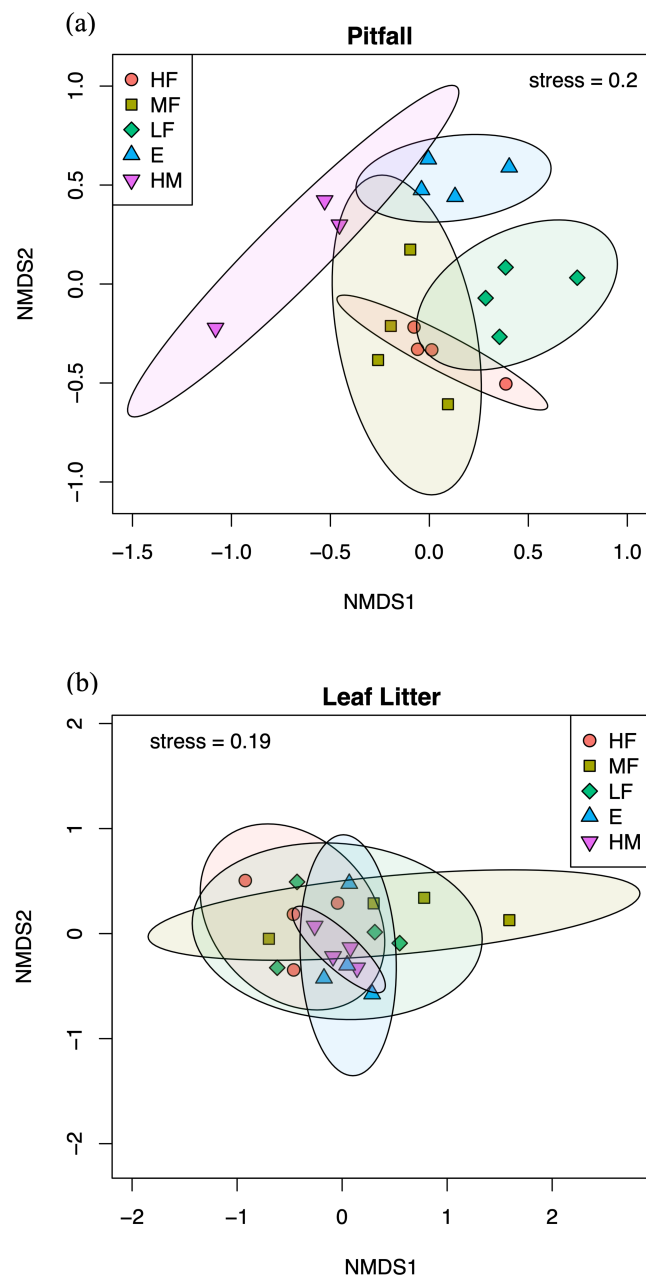 (a)
Pitfall
HF
MF
LF
E
HM
stress = 0.2
1.0
0.5
0.0
−0.5
−1.0
NMDS2
−1.5 −1.0 −0.5 0.0 0.5 1.0
NMDS1
(b)
Leaf Litter
stress = 0.19
HF
MF
LF
E
HM
2
1
0
−1
−2
NMDS2
−2 −1 0 1 2
NMDS1